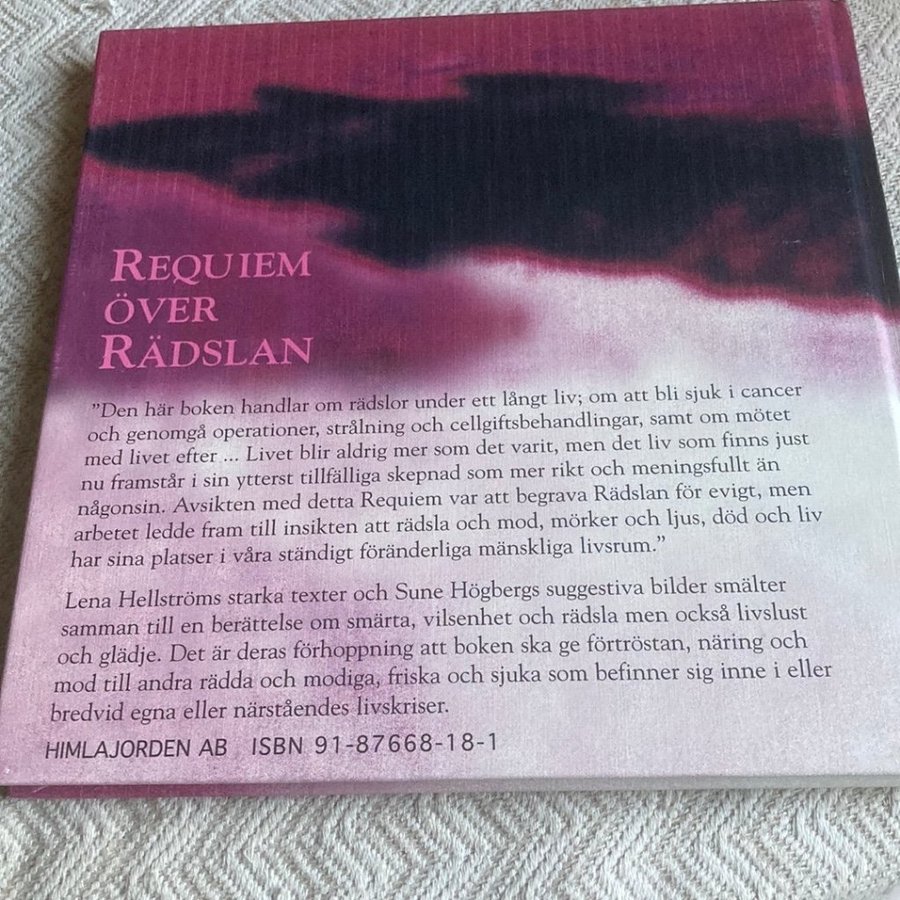 REQUIEM
ÖVER
RÄDSLAN
”Den här boken handlar om rädslor under ett långt liv; om att bli sjuk i cancer
och genomgå operationer, strålning och cellgiftsbehandlingar, samt om mötet
med livet efter ... Livet blir aldrig mer som det varit, men det liv som finns just
nu framstår i sin ytterst tillfälliga skepnad som mer rikt och meningsfullt än
någonsin. Avsikten med detta Requiem var att begrava Rädslan för evigt, men
arbetet ledde fram till insikten att rädsla och mod, mörker och ljus, död och liv
har sina platser i våra ständigt föränderliga mänskliga livsrum.”
Lena Hellströms starka texter och Sune Högbergs suggestiva bilder smälter
samman till en berättelse om smärta, vilsenhet och rädsla men också livslust
och glädje. Det är deras förhoppning att boken ska ge förtröstan, näring och
mod till andra rädda och modiga, friska och sjuka som befinner sig inne i eller
bredvid egna eller närståendes livskriser.
HIMLAJORDEN AB ISBN 91-87668-18-1